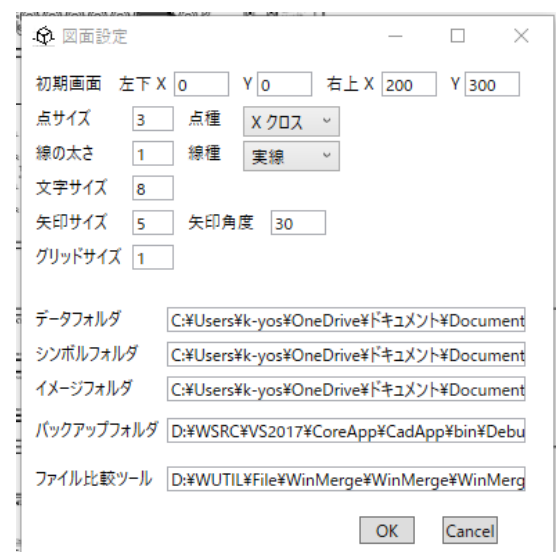 図面設定
初期画面 左下 X 0 Y 0 右上 X 200 Y 300
点サイズ 3 点種 X クロス
線の太さ 1 線種 実線
文字サイズ 8
矢印サイズ 5 矢印角度 30
グリッドサイズ 1
データフォルダ C:¥Users¥k-yos¥OneDrive¥ドキュメント¥Document
シンボルフォルダ C:¥Users¥k-yos¥OneDrive¥ドキュメント¥Document
イメージフォルダ C:¥Users¥k-yos¥OneDrive¥ドキュメント¥Document
バックアップフォルダ D:¥WSRC¥VS2017¥CoreApp¥CadApp¥bin¥Debu
ファイル比較ツール D:¥WUTIL¥File¥WinMerge¥WinMerge¥WinMerg
OK Cancel